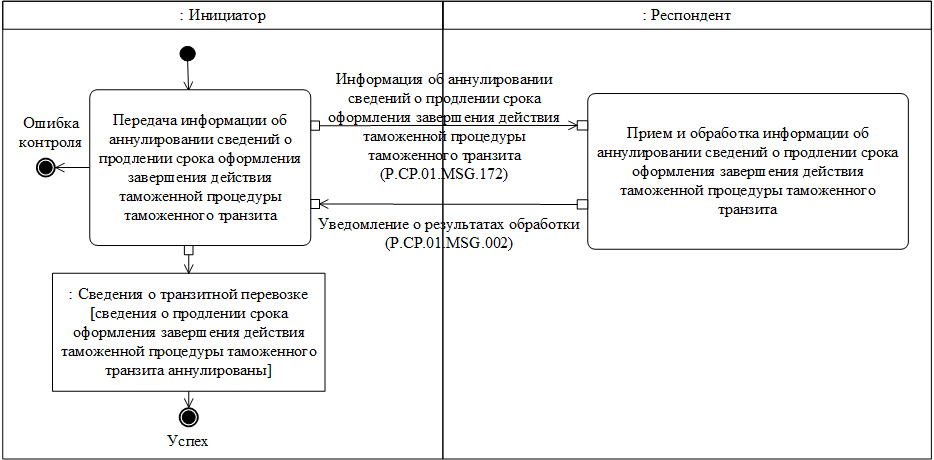 : Инициатор
: Респондент
Ошибка
контроля
Передача информации об
аннулировании сведений о
продлении срока оформления
завершения действия
таможенной процедуры
таможенного транзита
Информация об аннулировании
сведений о продлении срока
оформления завершения действия
таможенной процедуры
таможенного транзита
(P.CP.01.MSG.172)
Прием и обработка информации об
аннулировании сведений о продлении срока
оформления завершения действия
таможенной процедуры таможенного
транзита
Уведомление о результатах обработки
(P.CP.01.MSG.002)
: Сведения о транзитной перевозке
[сведения о продлении срока
оформления завершения действия
таможенной процедуры таможенного
транзита аннулированы]
Успех